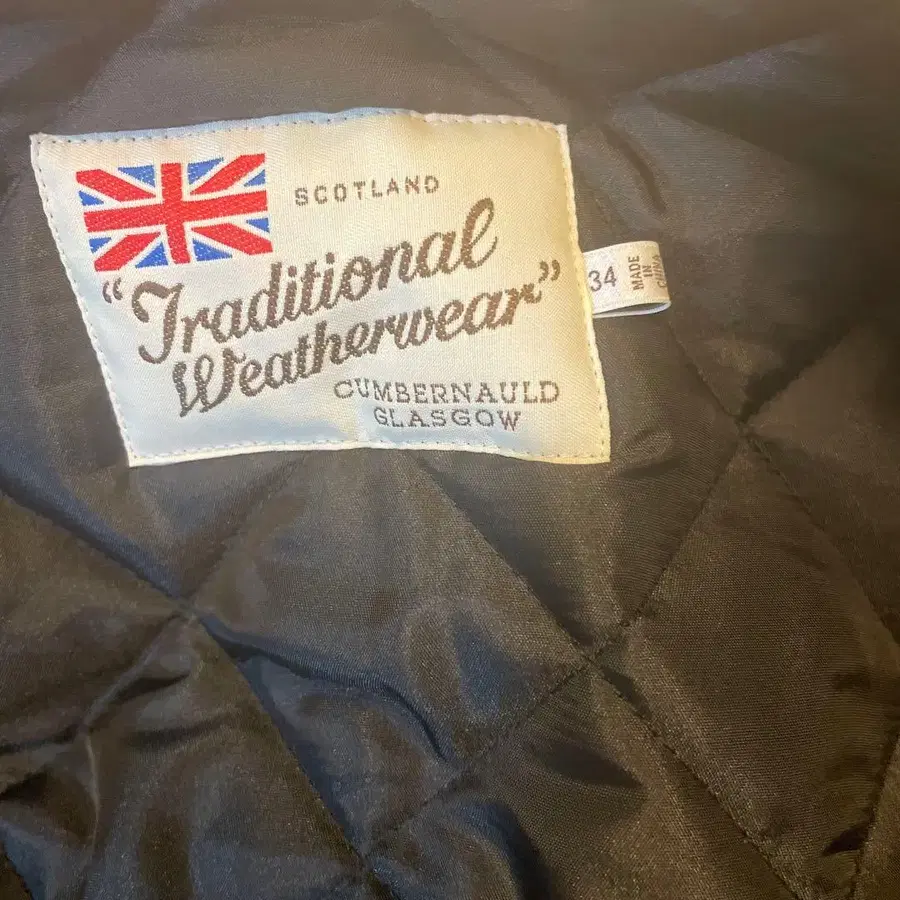 SCOTLAND
"Traditional
Weatherwear"
CUMBERNAULD
GLASGOW
34
MADE
IN
CHINA